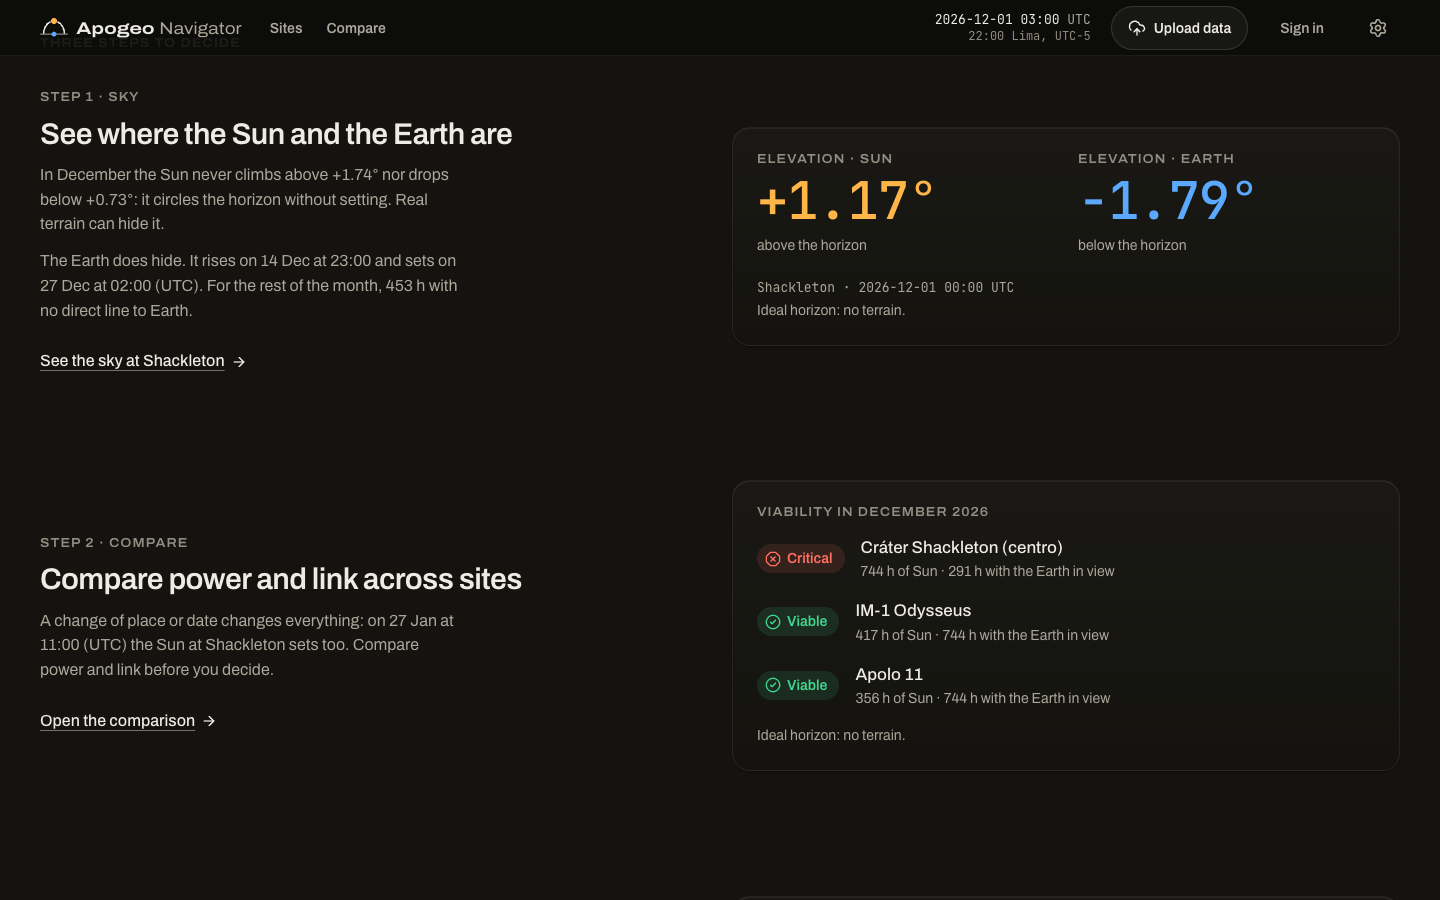 Apogeo Navigator
Sites
Compare
2026-12-01 03:00 UTC
22:00 Lima, UTC-5
Upload data
Sign in
THREE STEPS TO DECIDE
STEP 1 · SKY
See where the Sun and the Earth are
In December the Sun never climbs above +1.74° nor drops
below +0.73°: it circles the horizon without setting. Real
terrain can hide it.
The Earth does hide. It rises on 14 Dec at 23:00 and sets on
27 Dec at 02:00 (UTC). For the rest of the month, 453 h with
no direct line to Earth.
See the sky at Shackleton →
ELEVATION · SUN
+1.17°
above the horizon
ELEVATION · EARTH
-1.79°
below the horizon
Shackleton · 2026-12-01 00:00 UTC
Ideal horizon: no terrain.
STEP 2 · COMPARE
Compare power and link across sites
A change of place or date changes everything: on 27 Jan at
11:00 (UTC) the Sun at Shackleton sets too. Compare
power and link before you decide.
Open the comparison →
VIABILITY IN DECEMBER 2026
Critical
Cráter Shackleton (centro)
744 h of Sun · 291 h with the Earth in view
Viable
IM-1 Odysseus
417 h of Sun · 744 h with the Earth in view
Viable
Apolo 11
356 h of Sun · 744 h with the Earth in view
Ideal horizon: no terrain.